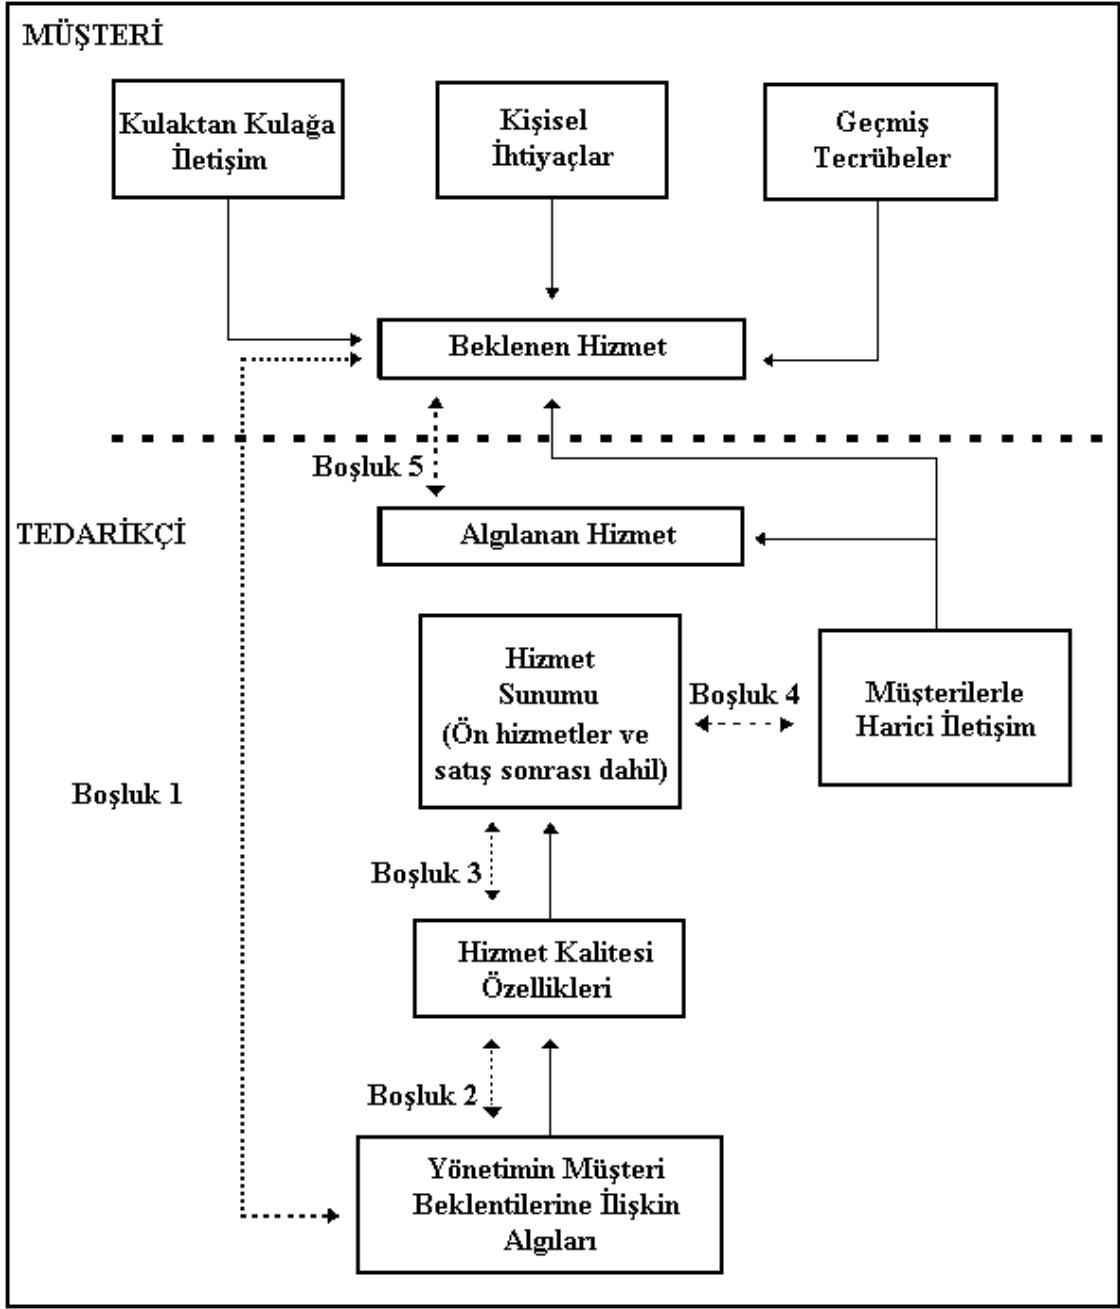 MÜŞTERİ
Kulaktan Kulağa
İletişim
Kişisel
İhtiyaçlar
Geçmiş
Tecrübeler
Beklenen Hizmet
Boşluk 5
TEDARİKÇİ
Algılanan Hizmet
Hizmet
Sunumu
(Ön hizmetler ve
satış sonrası dahil)
Boşluk 4
Müşterilerle
Harici İletişim
Boşluk 1
Boşluk 3
Hizmet Kalitesi
Özellikleri
Boşluk 2
Yönetimin Müşteri
Beklentilerine İlişkin
Algıları